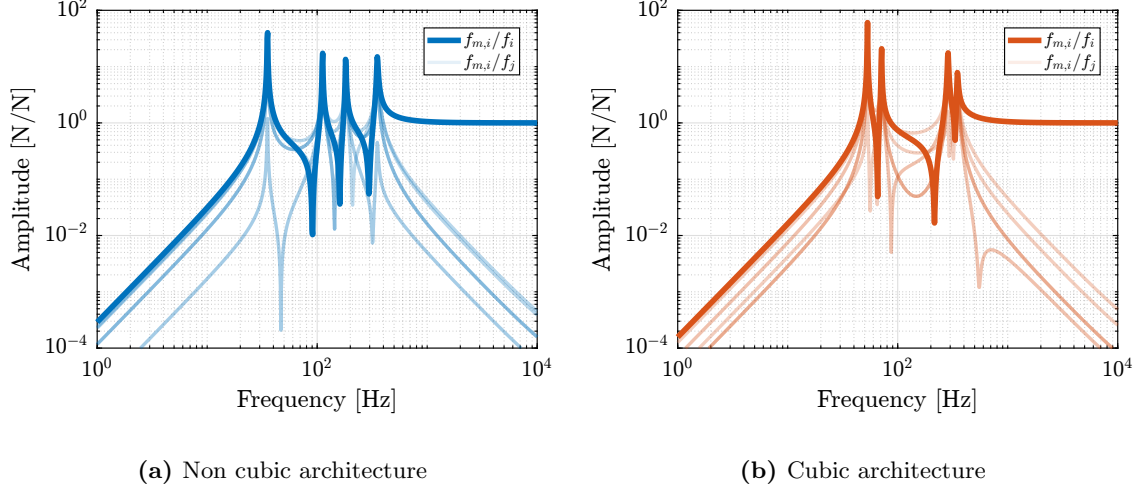 10^2
10^0
10^{-2}
10^{-4}
Amplitude [N/N]
10^0
10^2
10^4
Frequency [Hz]
f_{m,i}/f_i
f_{m,i}/f_j
(a) Non cubic architecture
10^2
10^0
10^{-2}
10^{-4}
Amplitude [N/N]
10^0
10^2
10^4
Frequency [Hz]
f_{m,i}/f_i
f_{m,i}/f_j
(b) Cubic architecture